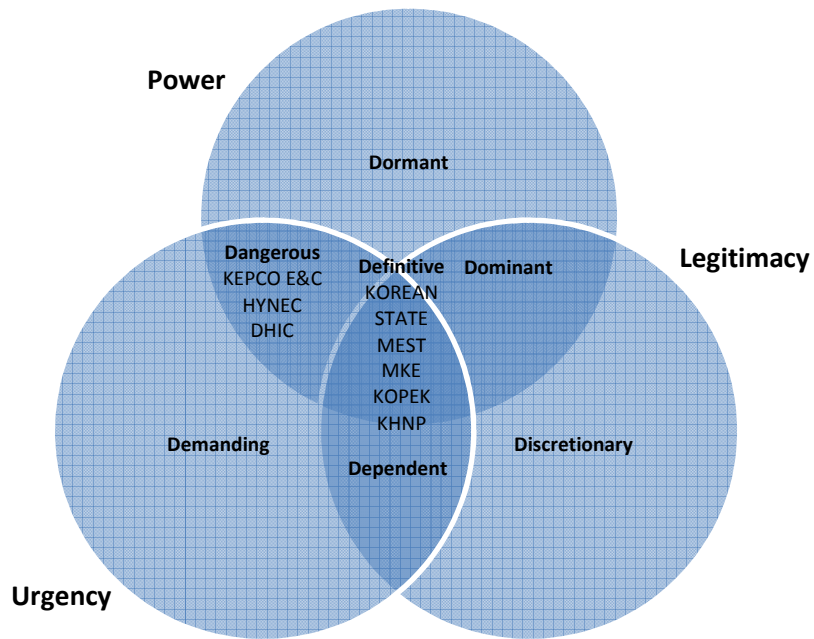 Power
Dormant
Dangerous
KEPCO E&C
HYNEC
DHIC
Definitive
KOREAN
STATE
MEST
MKE
KOPEK
KHNP
Dominant
Legitimacy
Demanding
Dependent
Discretionary
Urgency